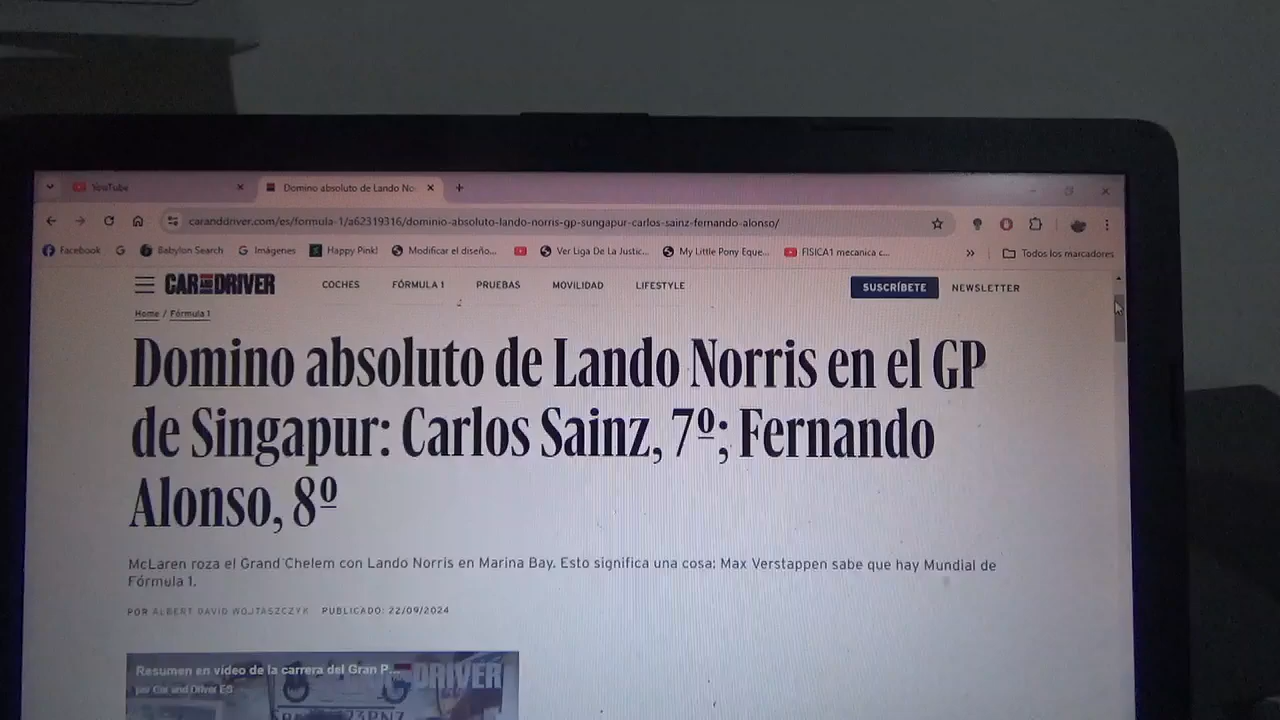 YouTube
Domino absoluto de Lando No
caranddriver.com/es/formula-1/a62319316/dominio-absoluto-lando-norris-gp-sungapur-carlos-sainz-fernando-alonso/
Facebook G Babylon Search Imágenes Happy Pink! Modificar el diseño... Ver Liga De La Justic... My Little Pony Eque... FISICA1 mecanica c... » Todos los marcadores
CAR AND DRIVER COCHES FÓRMULA 1 PRUEBAS MOVILIDAD LIFESTYLE SUSCRÍBETE NEWSLETTER
Home / Fórmula 1
Domino absoluto de Lando Norris en el GP
de Singapur: Carlos Sainz, 7º; Fernando
Alonso, 8º
McLaren roza el Grand Chelem con Lando Norris en Marina Bay. Esto significa una cosa: Max Verstappen sabe que hay Mundial de
Fórmula 1.
POR ALBERT DAVID WOJTASZCZYK PUBLICADO: 22/09/2024
Resumen en vídeo de la carrera del Gran P... DRIVER
por Car and Driver ES